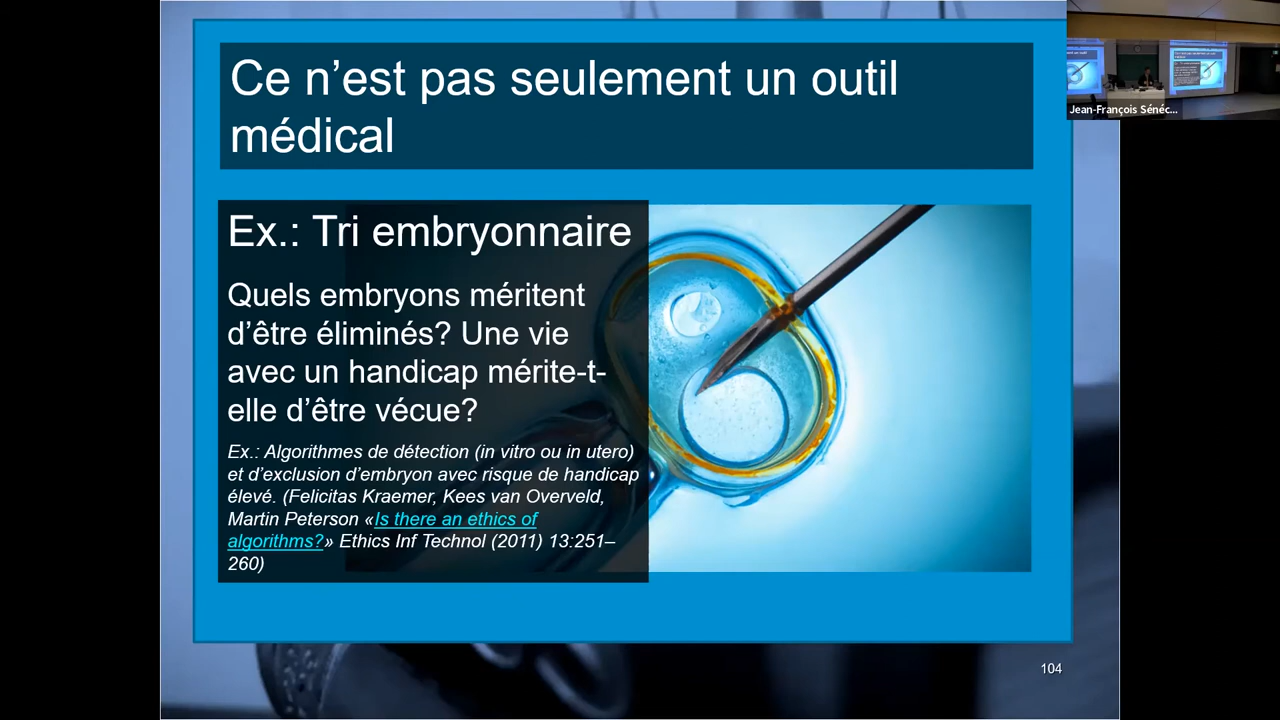 Ce n’est pas seulement un outil
médical
Ex.: Tri embryonnaire
Quels embryons méritent
d’être éliminés? Une vie
avec un handicap mérite-t-
elle d’être vécue?
Ex.: Algorithmes de détection (in vitro ou in utero)
et d’exclusion d’embryon avec risque de handicap
élevé. (Felicitas Kraemer, Kees van Overveld,
Martin Peterson «Is there an ethics of
algorithms?» Ethics Inf Technol (2011) 13:251–
260)
104
Jean-François Sénéc...